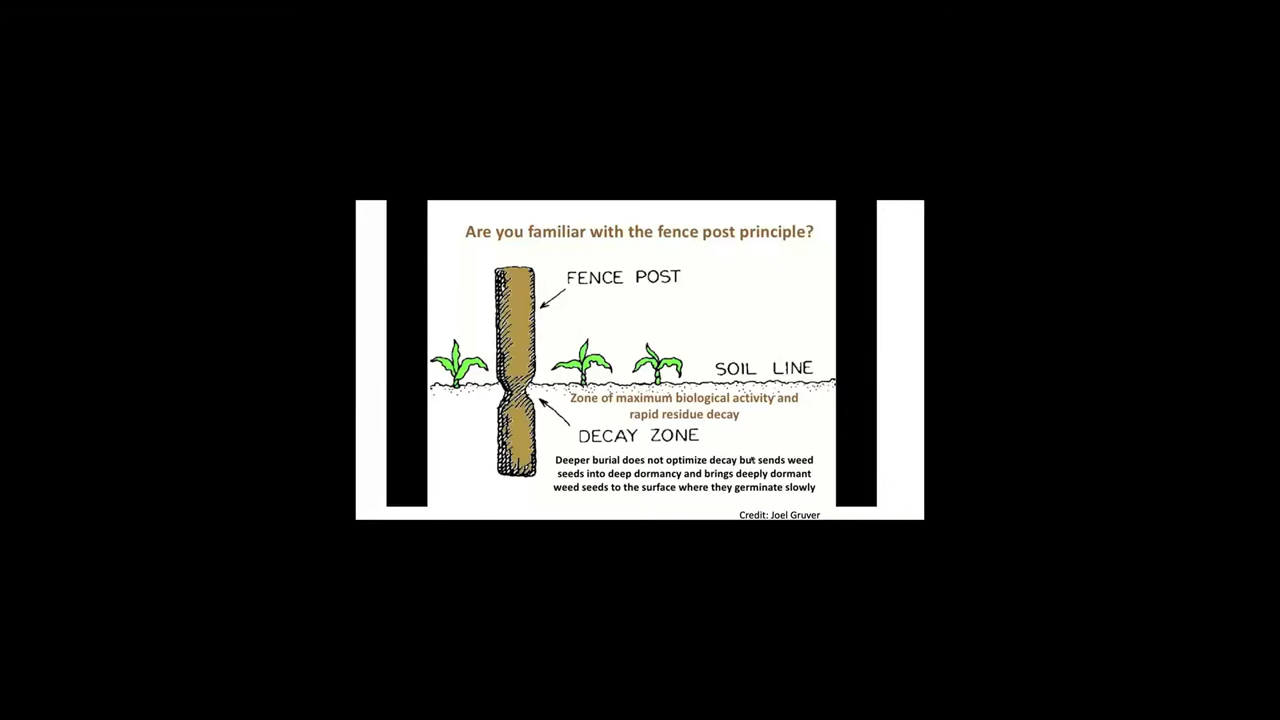 Are you familiar with the fence post principle?
FENCE POST
SOIL LINE
Zone of maximum biological activity and
rapid residue decay
DECAY ZONE
Deeper burial does not optimize decay but sends weed
seeds into deep dormancy and brings deeply dormant
weed seeds to the surface where they germinate slowly
Credit: Joel Gruver